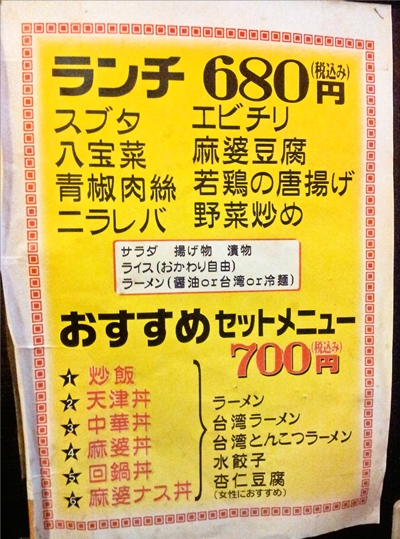 ランチ 680円(税込み)
スブタ エビチリ
八宝菜 麻婆豆腐
青椒肉絲 若鶏の唐揚げ
ニラレバ 野菜炒め
サラダ 揚げ物 漬物
ライス(おかわり自由)
ラーメン(醤油or台湾or冷麺)
おすすめセットメニュー
700円(税込み)
1 炒飯
2 天津丼
3 中華丼
4 麻婆丼
5 回鍋丼
6 麻婆ナス丼
ラーメン
台湾ラーメン
台湾とんこつラーメン
水餃子
杏仁豆腐
(女性におすすめ)